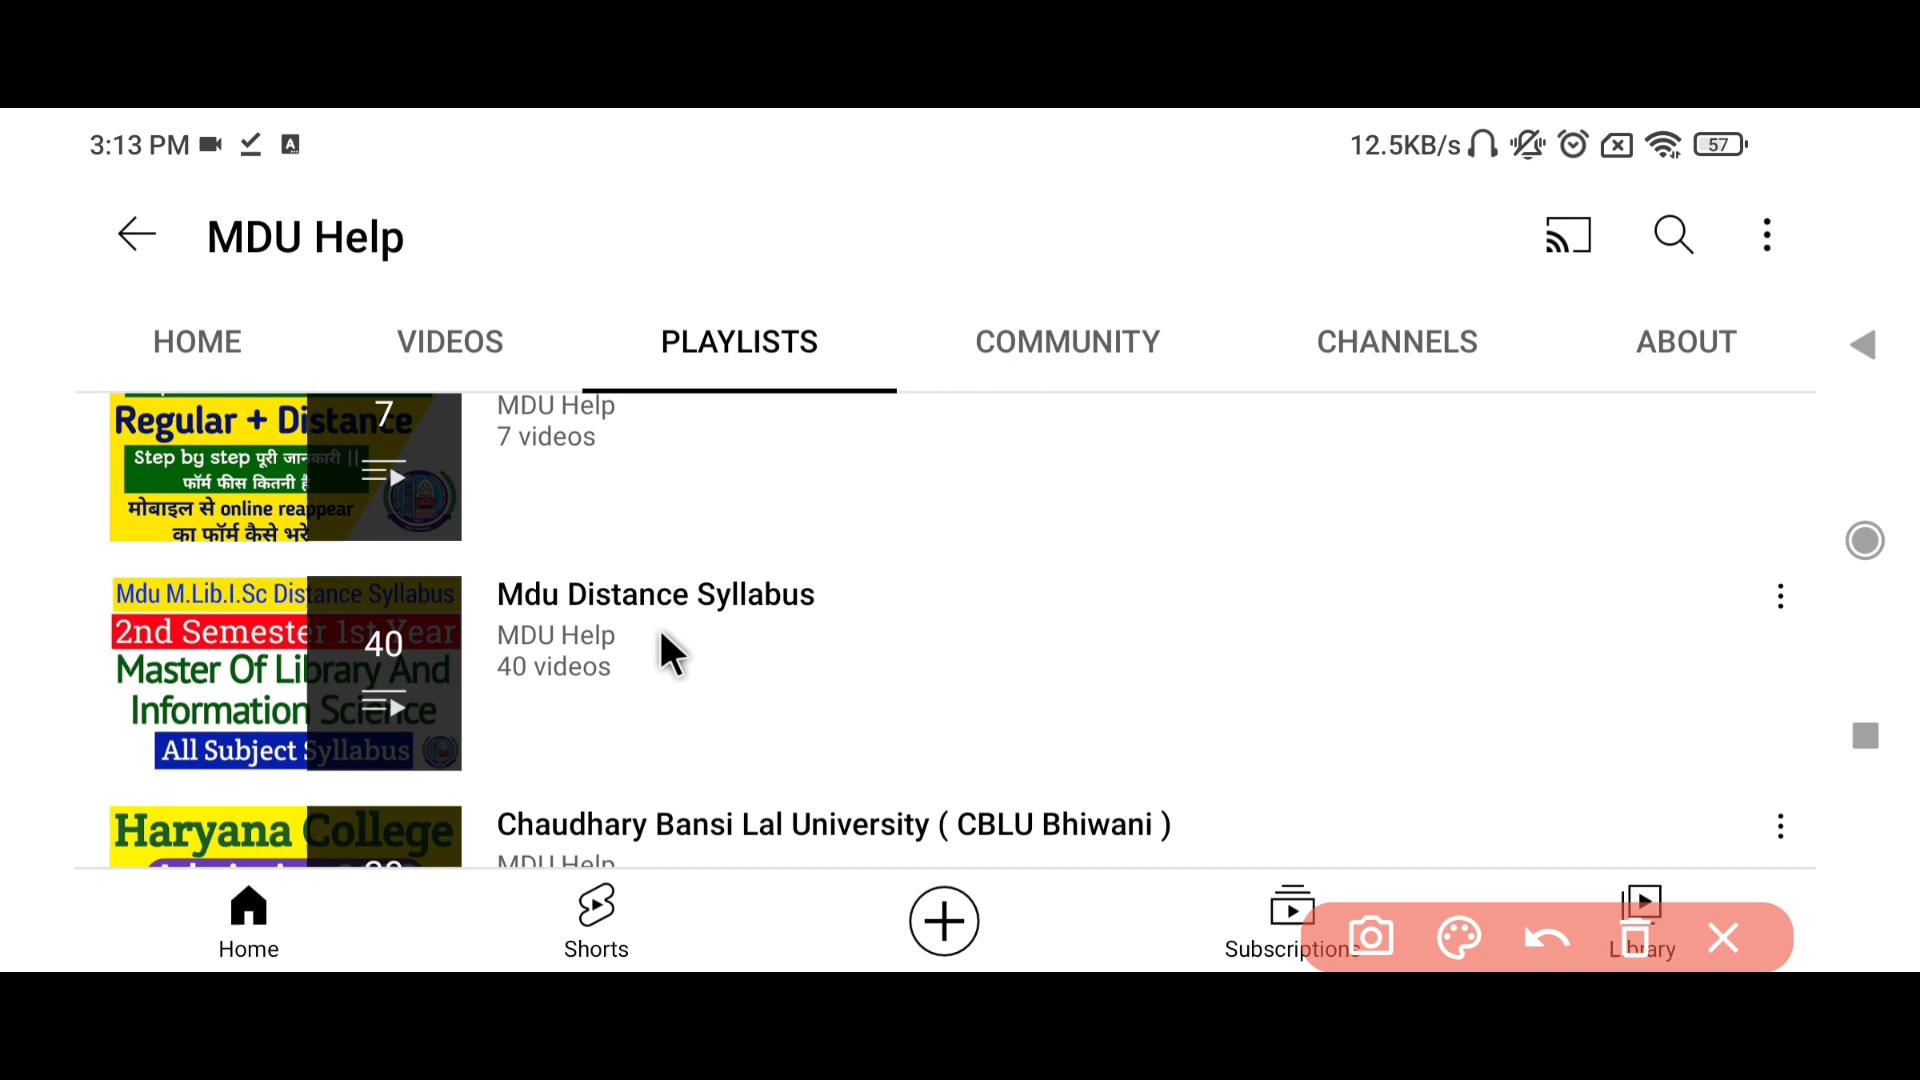 3:13 PM
12.5KB/s
57
MDU Help
HOME
VIDEOS
PLAYLISTS
COMMUNITY
CHANNELS
ABOUT
Regular + Distance
Step by step पूरी जानकारी ||
फॉर्म फीस कितनी है
मोबाइल से online reappear
का फॉर्म कैसे भरें
7
MDU Help
7 videos
Mdu M.Lib.I.Sc Distance Syllabus
2nd Semester 1st Year
Master Of Library And
Information Science
All Subject Syllabus
40
Mdu Distance Syllabus
MDU Help
40 videos
Haryana College
Chaudhary Bansi Lal University ( CBLU Bhiwani )
MDU Help
Home
Shorts
Subscriptions
Library